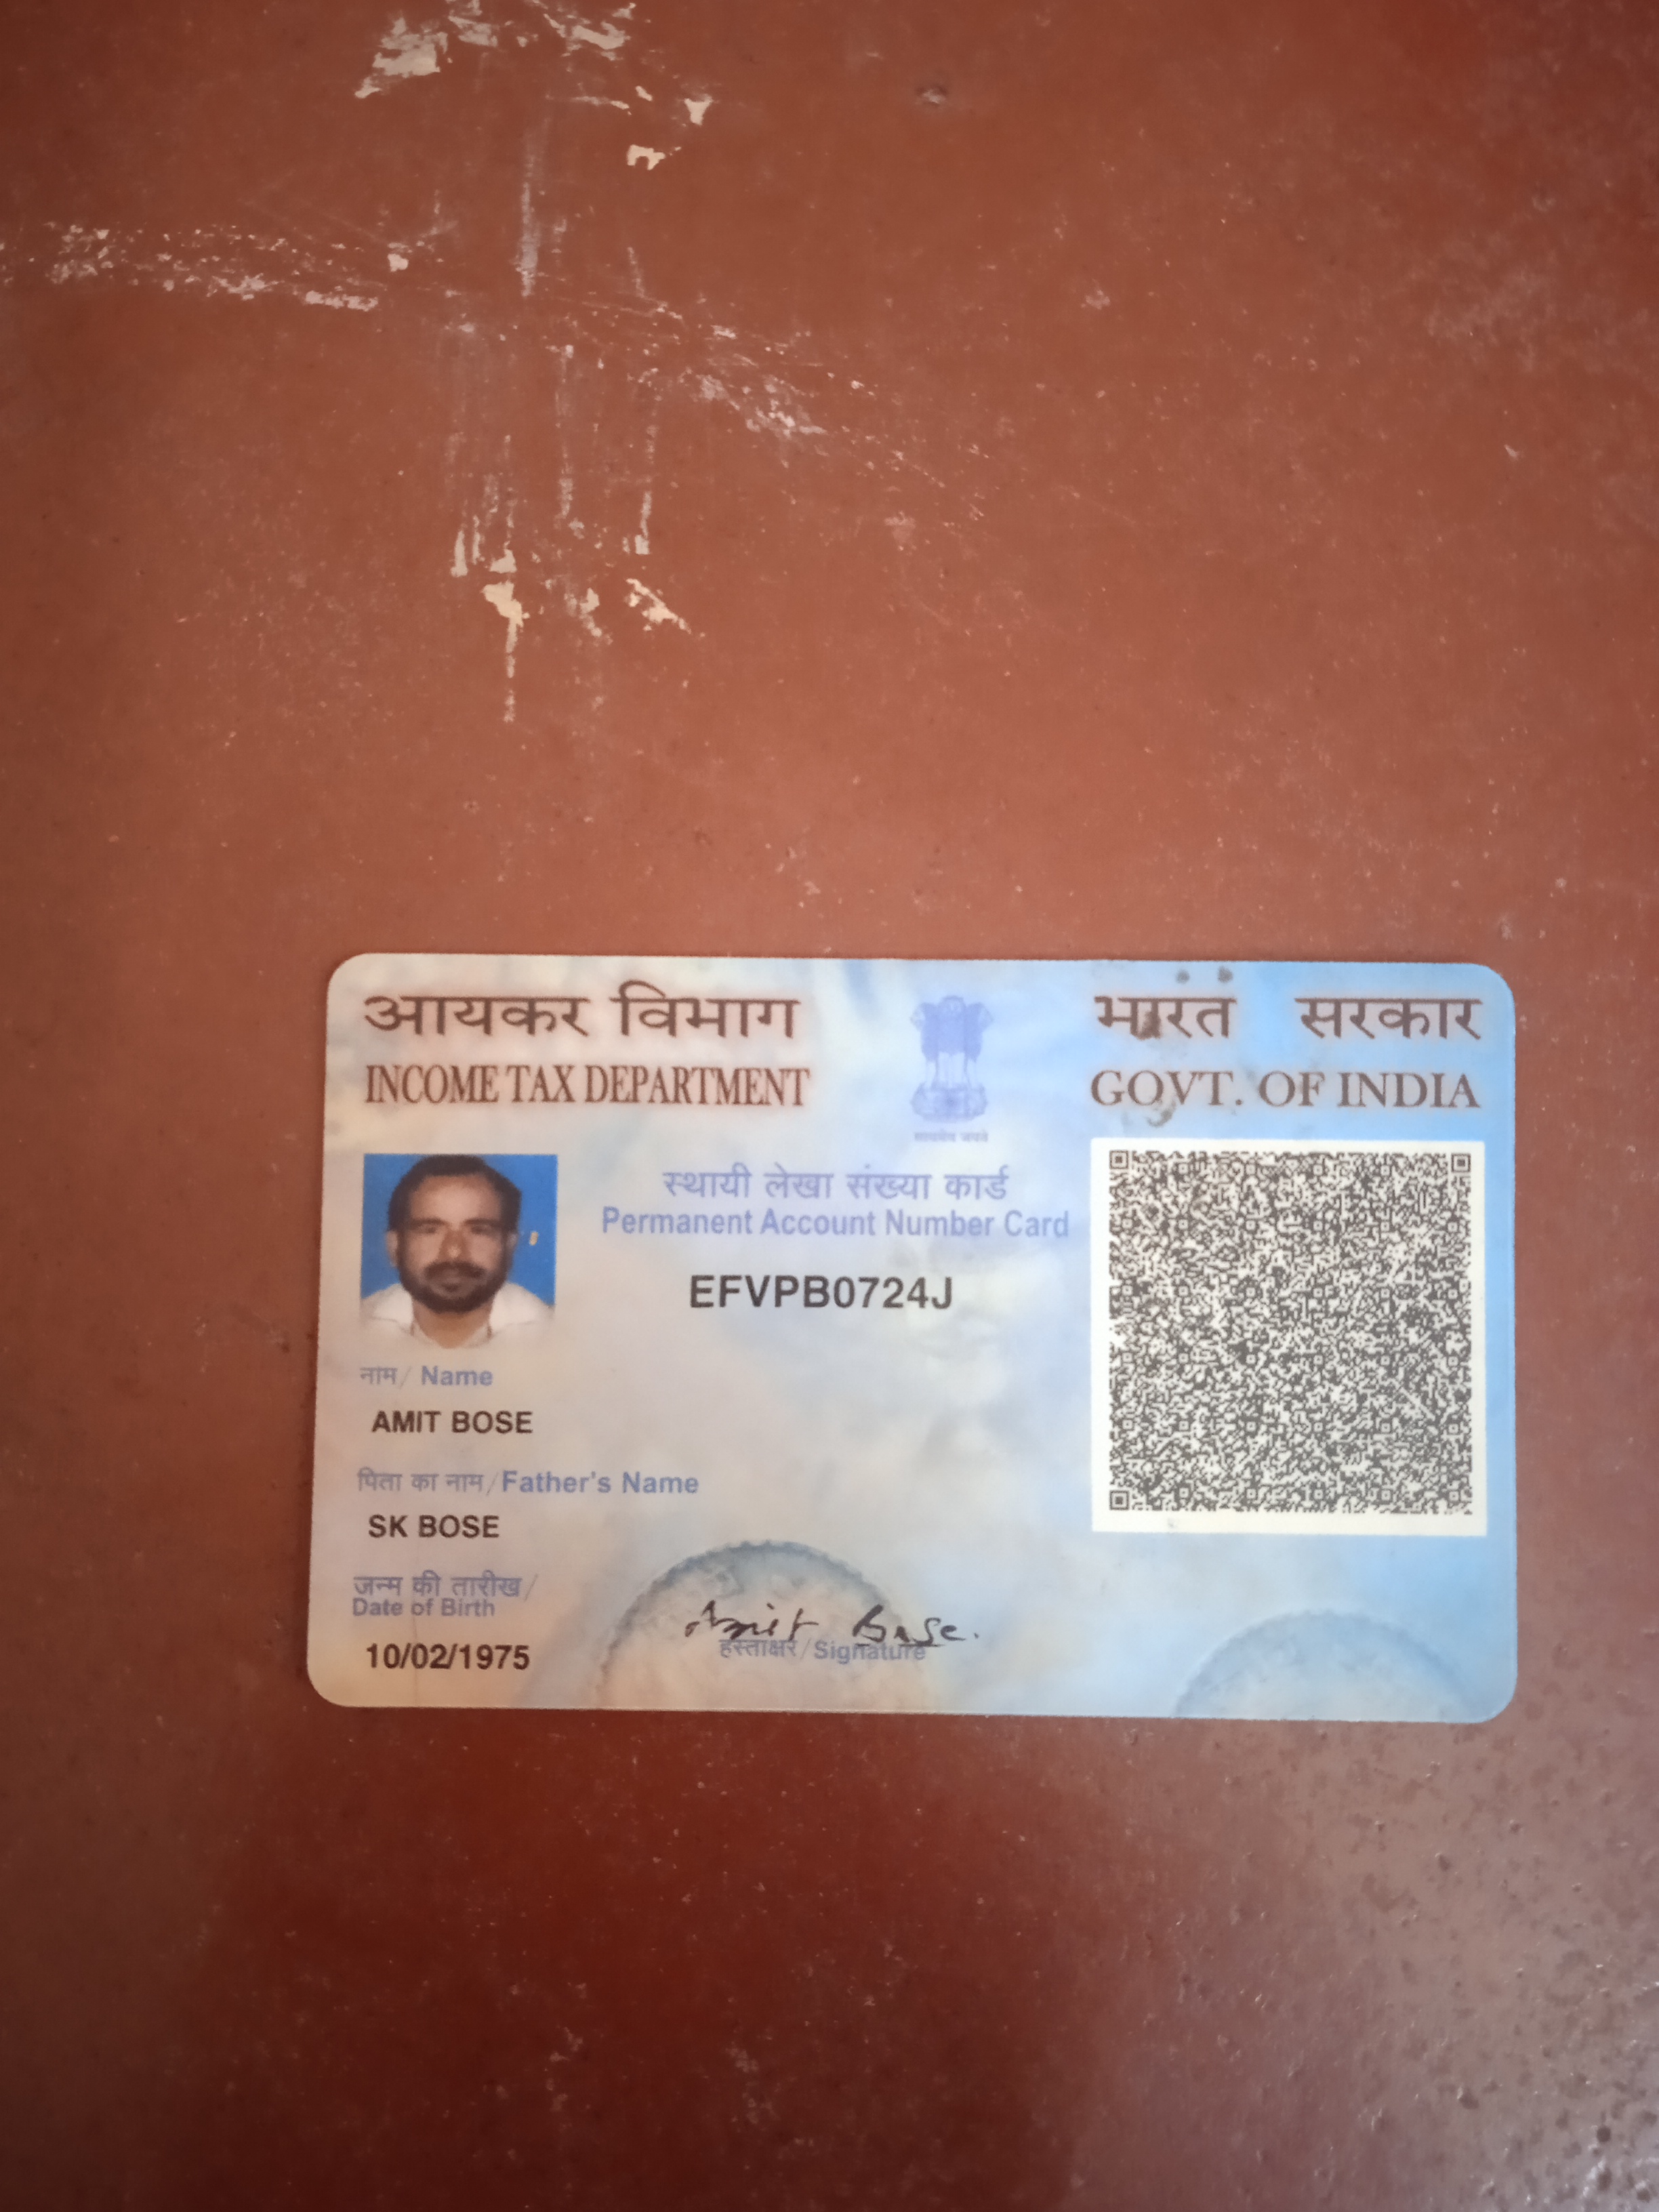 आयकर विभाग
INCOME TAX DEPARTMENT
भारत सरकार
GOVT. OF INDIA
सत्यमेव जयते
स्थायी लेखा संख्या कार्ड
Permanent Account Number Card
EFVPB0724J
नाम / Name
AMIT BOSE
पिता का नाम / Father's Name
SK BOSE
जन्म की तारीख /
Date of Birth
10/02/1975
Amit Bose.
हस्ताक्षर / Signature